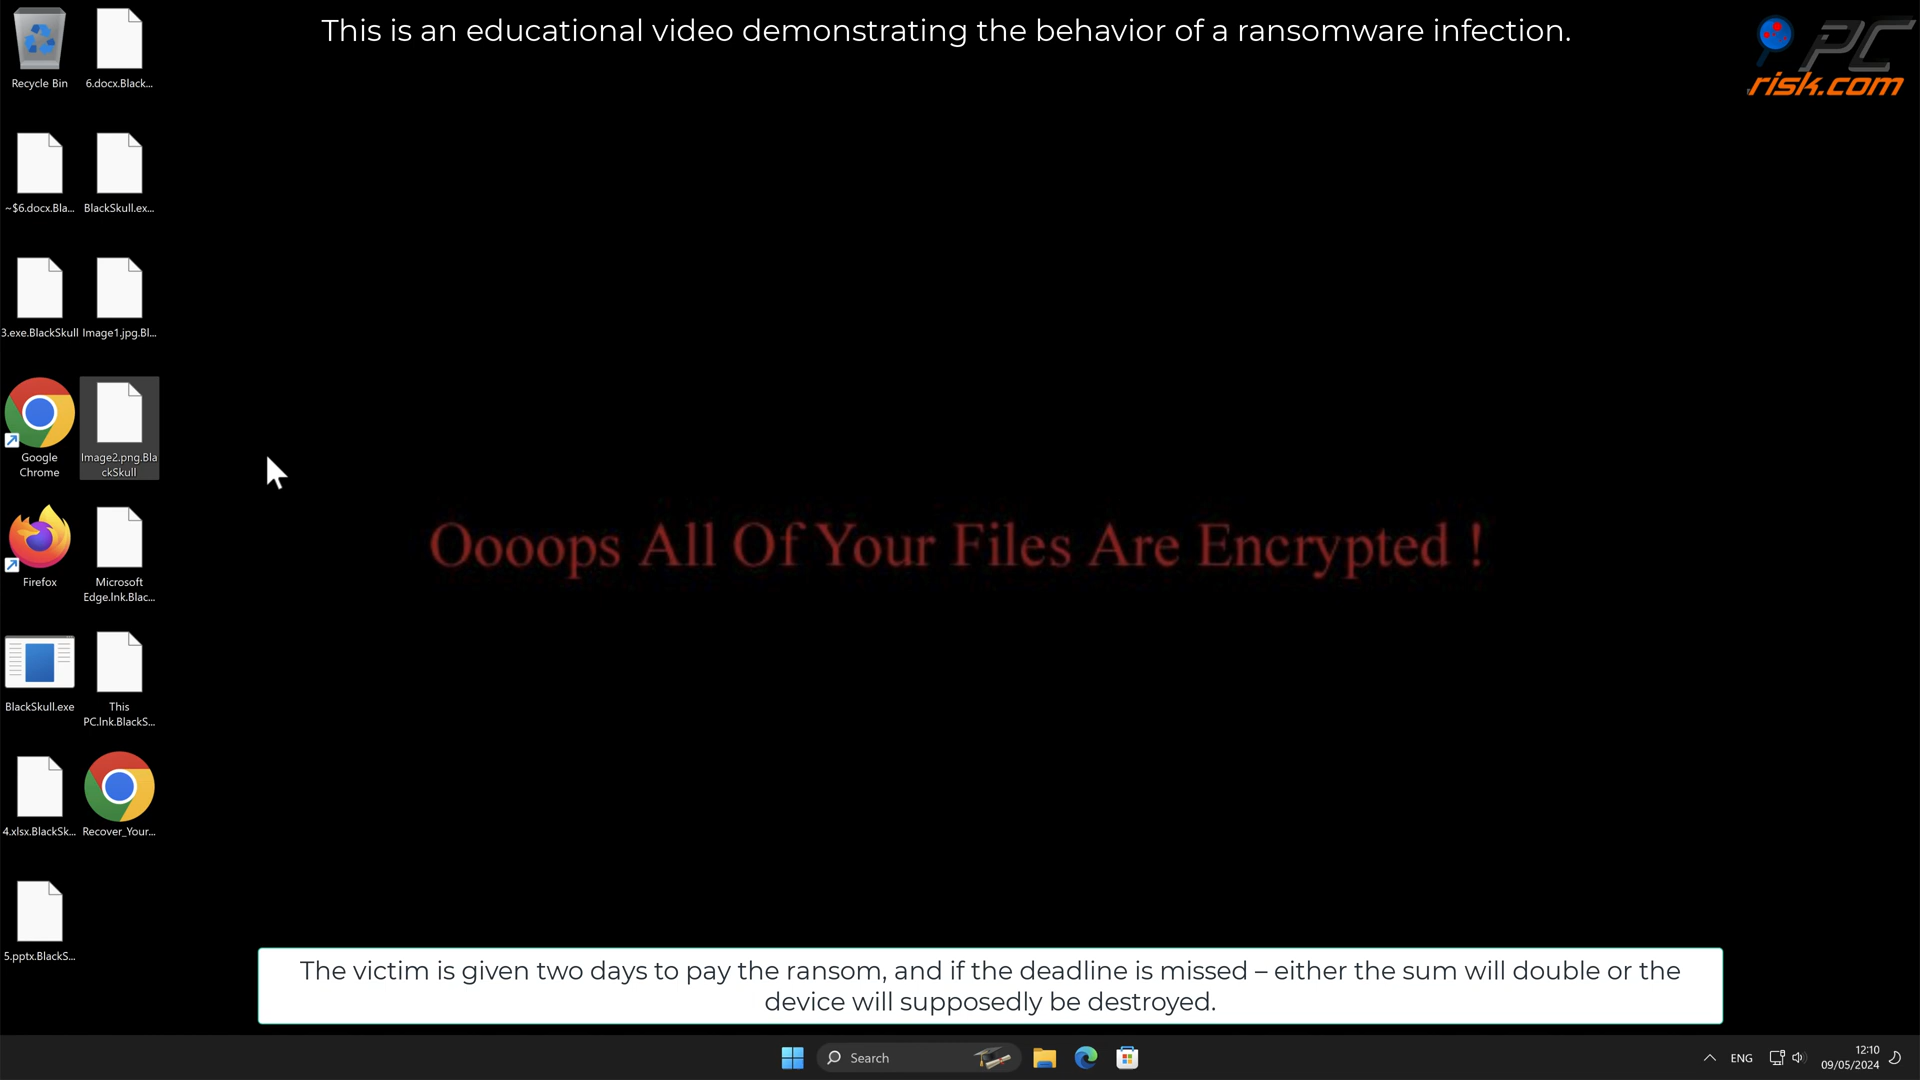 This is an educational video demonstrating the behavior of a ransomware infection.
PC
risk.com
Recycle Bin
6.docx.Black...
~$6.docx.Bla...
BlackSkull.ex...
3.exe.BlackSkull
Image1.jpg.Bl...
Google
Chrome
Image2.png.Bla
ckSkull
Firefox
Microsoft
Edge.lnk.Blac...
BlackSkull.exe
This
PC.lnk.BlackS...
4.xlsx.BlackSk...
Recover_Your...
5.pptx.BlackS...
Oooops All Of Your Files Are Encrypted !
The victim is given two days to pay the ransom, and if the deadline is missed – either the sum will double or the
device will supposedly be destroyed.
Search
ENG
12:10
09/05/2024